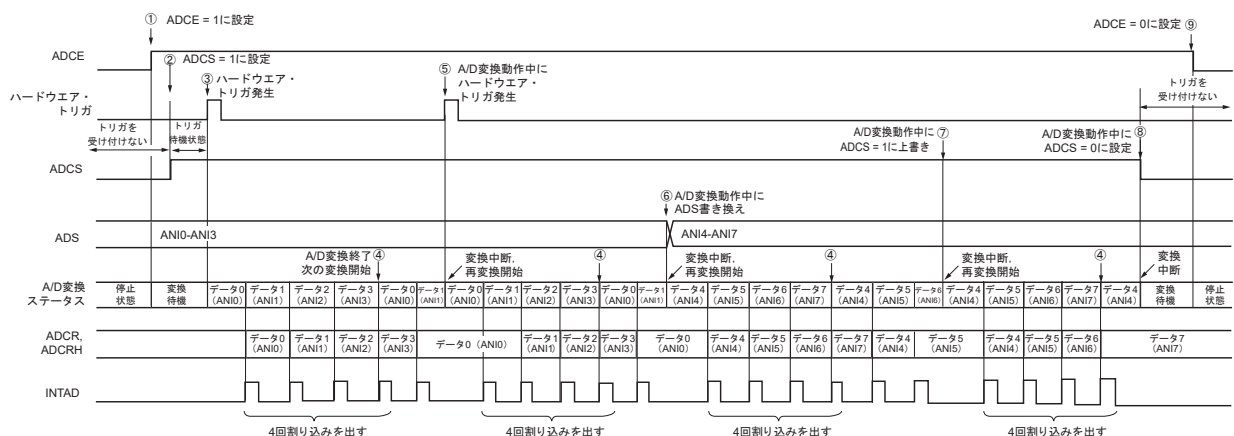 ① ADCE = 1に設定
ADCE = 0に設定 ⑨
ADCE
② ADCS = 1に設定
③ ハードウエア・
トリガ発生
⑤ A/D変換動作中に
ハードウエア・
トリガ発生
ハードウエア・
トリガ
トリガを
受け付けない
トリガ
待機状態
トリガを
受け付けない
A/D変換動作中に ⑦
ADCS = 1に上書き
A/D変換動作中に ⑧
ADCS = 0に設定
ADCS
⑥ A/D変換動作中に
ADS書き換え
ADS
ANI0-ANI3
ANI4-ANI7
A/D変換終了 ④
次の変換開始
変換中断,
再変換開始
④
変換中断,
再変換開始
④
変換中断,
再変換開始
④
変換
中断
A/D変換
ステータス
停止 変換 データ0 データ1 データ2 データ3 データ0 データ1 データ0 データ1 データ2 データ3 データ0 データ1 データ4 データ5 データ6 データ7 データ4 データ5 データ6 データ4 データ5 データ6 データ7 データ4 変換 停止
状態 待機 (ANI0) (ANI1) (ANI2) (ANI3) (ANI0) (ANI1) (ANI0) (ANI1) (ANI2) (ANI3) (ANI0) (ANI1) (ANI4) (ANI5) (ANI6) (ANI7) (ANI4) (ANI5) (ANI6) (ANI4) (ANI5) (ANI6) (ANI7) (ANI4) 待機 状態
ADCR,
ADCRH
データ0 データ1 データ2 データ3 データ0 (ANI0) データ1 データ2 データ3 データ0 データ4 データ5 データ6 データ7 データ4 データ5 データ4 データ5 データ6 データ7
(ANI0) (ANI1) (ANI2) (ANI3) (ANI1) (ANI2) (ANI3) (ANI0) (ANI4) (ANI5) (ANI6) (ANI7) (ANI4) (ANI5) (ANI4) (ANI5) (ANI6) (ANI7)
INTAD
4回割り込みを出す
4回割り込みを出す
4回割り込みを出す
4回割り込みを出す